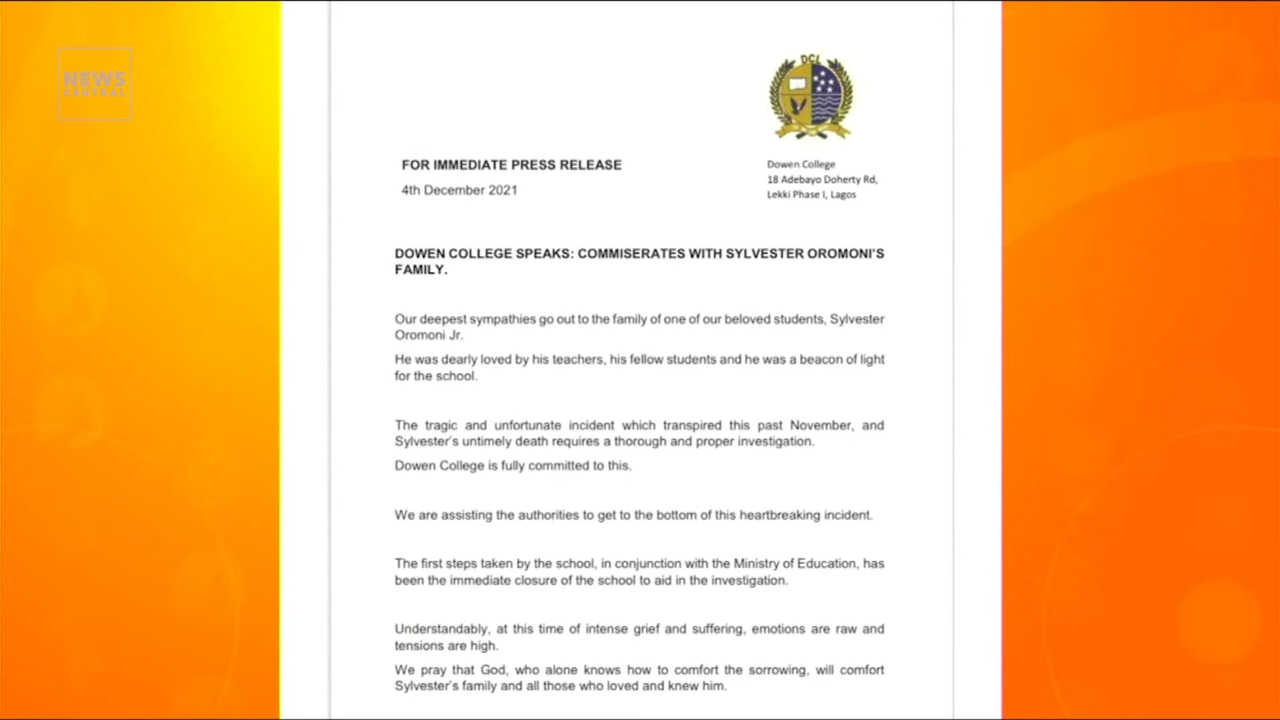 NEWS
CENTRAL
DCL
FOR IMMEDIATE PRESS RELEASE
4th December 2021
Dowen College
18 Adebayo Doherty Rd,
Lekki Phase I, Lagos
DOWEN COLLEGE SPEAKS: COMMISERATES WITH SYLVESTER OROMONI'S
FAMILY.
Our deepest sympathies go out to the family of one of our beloved students, Sylvester
Oromoni Jr.
He was dearly loved by his teachers, his fellow students and he was a beacon of light
for the school.
The tragic and unfortunate incident which transpired this past November, and
Sylvester's untimely death requires a thorough and proper investigation.
Dowen College is fully committed to this.
We are assisting the authorities to get to the bottom of this heartbreaking incident.
The first steps taken by the school, in conjunction with the Ministry of Education, has
been the immediate closure of the school to aid in the investigation.
Understandably, at this time of intense grief and suffering, emotions are raw and
tensions are high.
We pray that God, who alone knows how to comfort the sorrowing, will comfort
Sylvester's family and all those who loved and knew him.